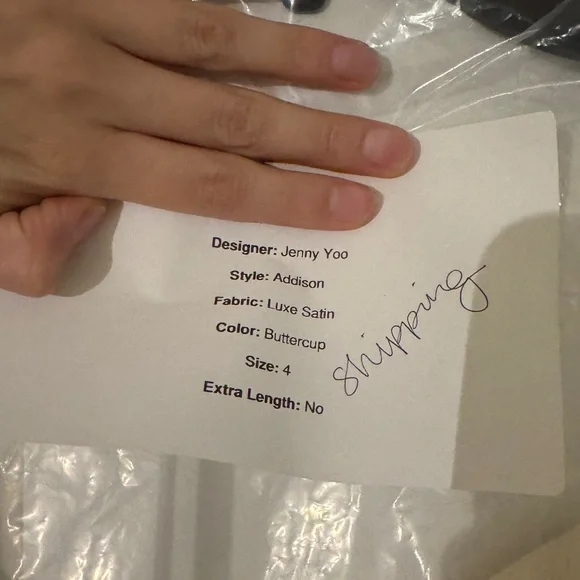 Designer: Jenny Yoo
Style: Addison
Fabric: Luxe Satin
Color: Buttercup
Size: 4
Extra Length: No
shipping